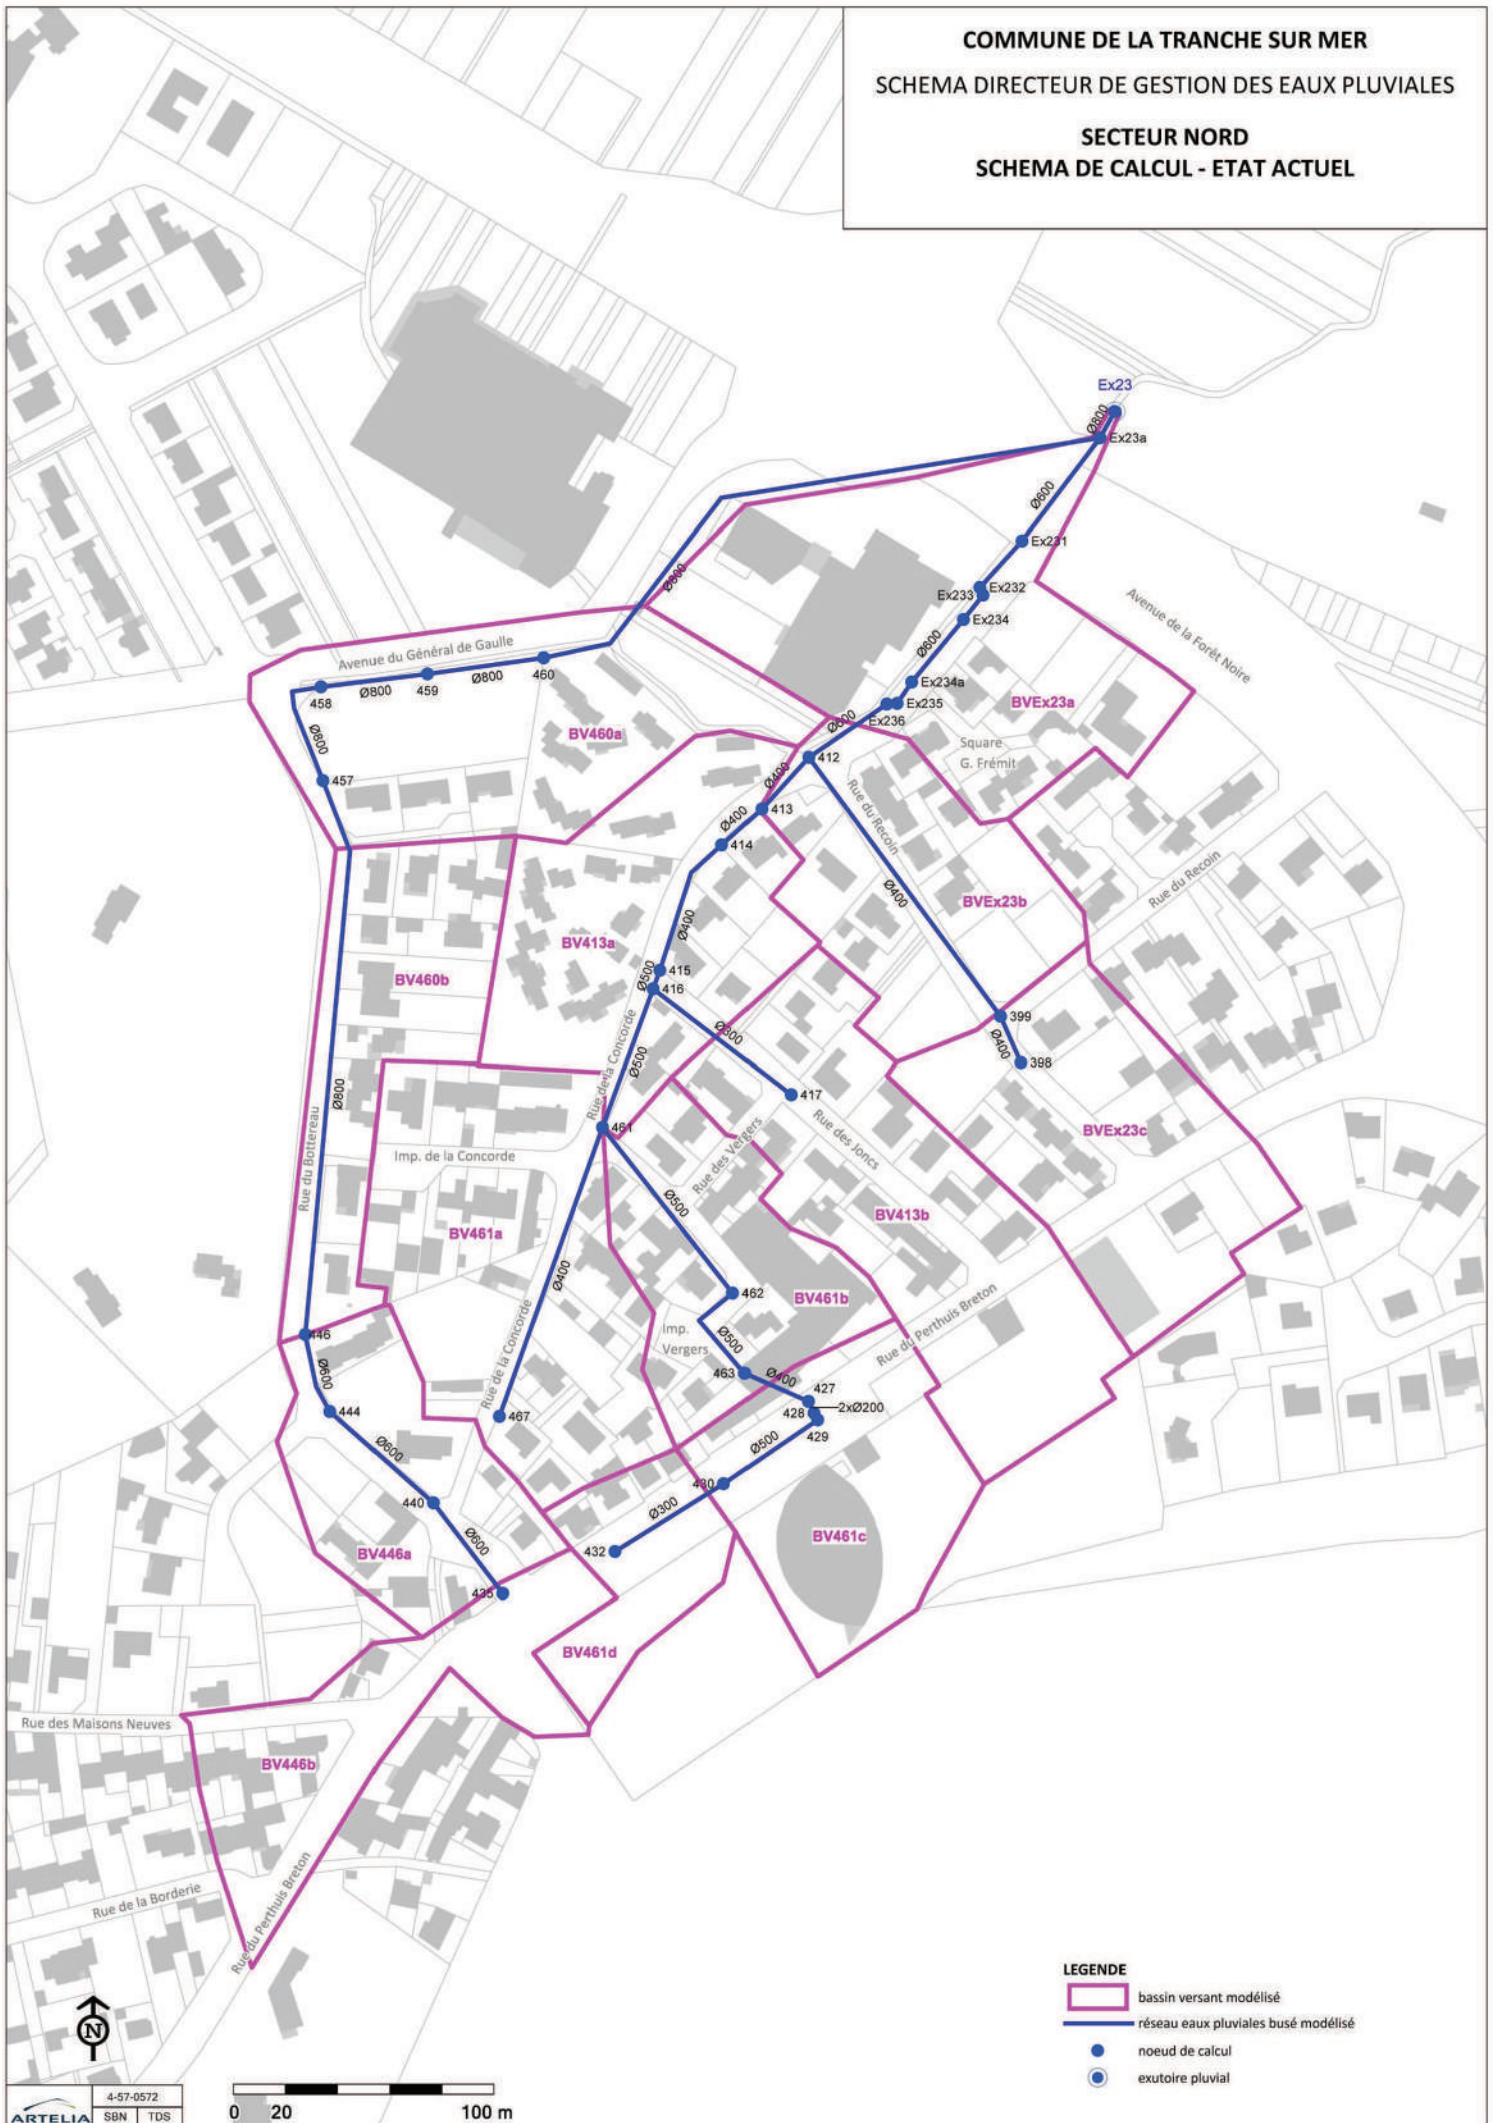 COMMUNE DE LA TRANCHE SUR MER
SCHEMA DIRECTEUR DE GESTION DES EAUX PLUVIALES
SECTEUR NORD
SCHEMA DE CALCUL - ETAT ACTUEL
Ex23
Ø800
Ex23a
Ø600
Ex231
Ex232
Ex233
Ex234
Ø800
Ø600
Avenue de la Forêt Noire
Avenue du Général de Gaulle
460
Ø800
459
Ø800
458
Ex234a
Ex235
Ex236
BVEx23a
Ø600
BV460a
Square
G. Frémit
412
Ø800
457
Ø400
413
Rue du Recoin
Ø400
414
Rue du Recoin
Ø400
BVEx23b
Ø400
BV413a
415
Ø500
416
BV460b
399
Ø300
Rue de la Concorde
Ø500
Ø400
398
Ø800
417
461
Rue des Joncs
BVEx23c
Rue du Bottereau
Imp. de la Concorde
Rue des Vergers
Ø500
BV413b
BV461a
Ø400
462
BV461b
446
Imp.
Vergers
Ø500
Rue du Perthuis Breton
Ø600
463
Ø400
427
Rue de la Concorde
444
467
428
2xØ200
429
Ø600
Ø500
430
440
Ø300
BV461c
Ø600
432
BV446a
435
BV461d
Rue des Maisons Neuves
BV446b
Rue de la Borderie
Rue du Perthuis Breton
LEGENDE
bassin versant modélisé
réseau eaux pluviales busé modélisé
noeud de calcul
exutoire pluvial
N
4-57-0572
ARTELIA
SBN TDS
0 20 100 m